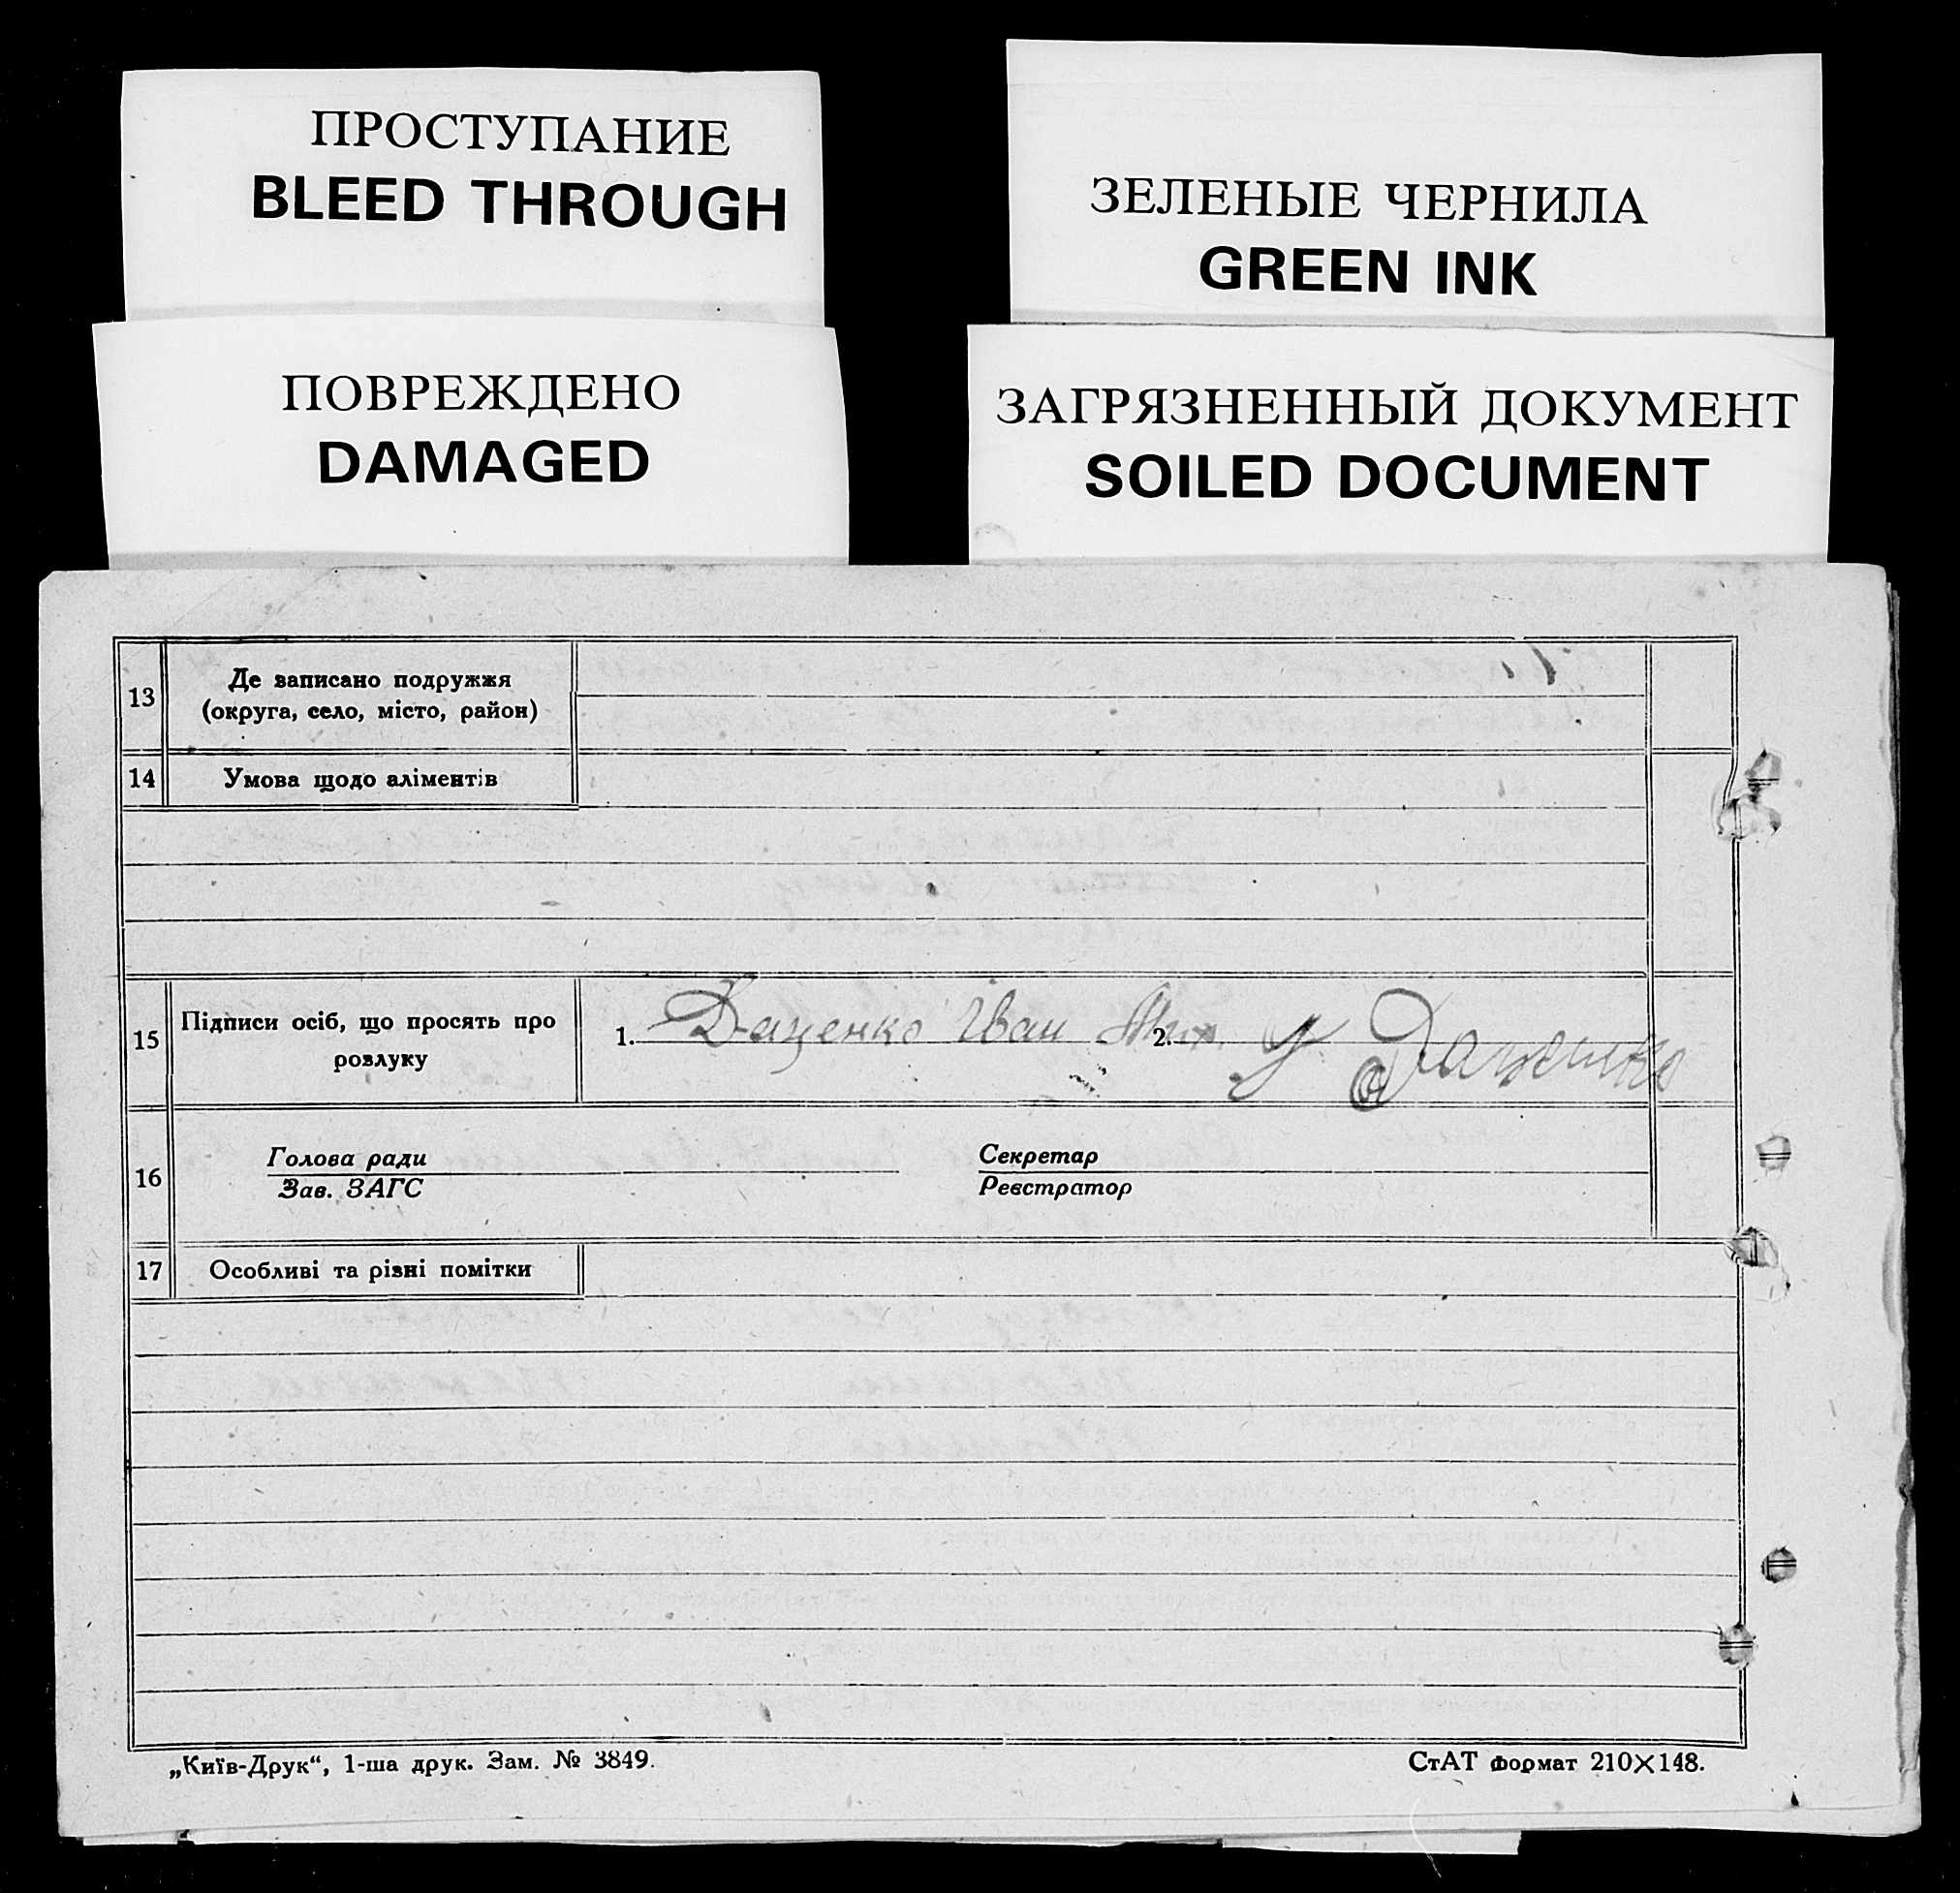 ПРОСТУПАНИЕ
BLEED THROUGH
ЗЕЛЕНЫЕ ЧЕРНИЛА
GREEN INK
ПОВРЕЖДЕНО
DAMAGED
ЗАГРЯЗНЕННЫЙ ДОКУМЕНТ
SOILED DOCUMENT
13 Де записано подружжя
(округа, село, місто, район)
14 Умова щодо аліментів
15 Підписи осіб, що просять про
розлуку
1. Даценко Іван Мих. 2. У Даценко
16 Голова ради
Зав. ЗАГС
Секретар
Реєстратор
17 Особливі та різні помітки
„Київ-Друк“, 1-ша друк. Зам. № 3849.
СтАТ формат 210×148.